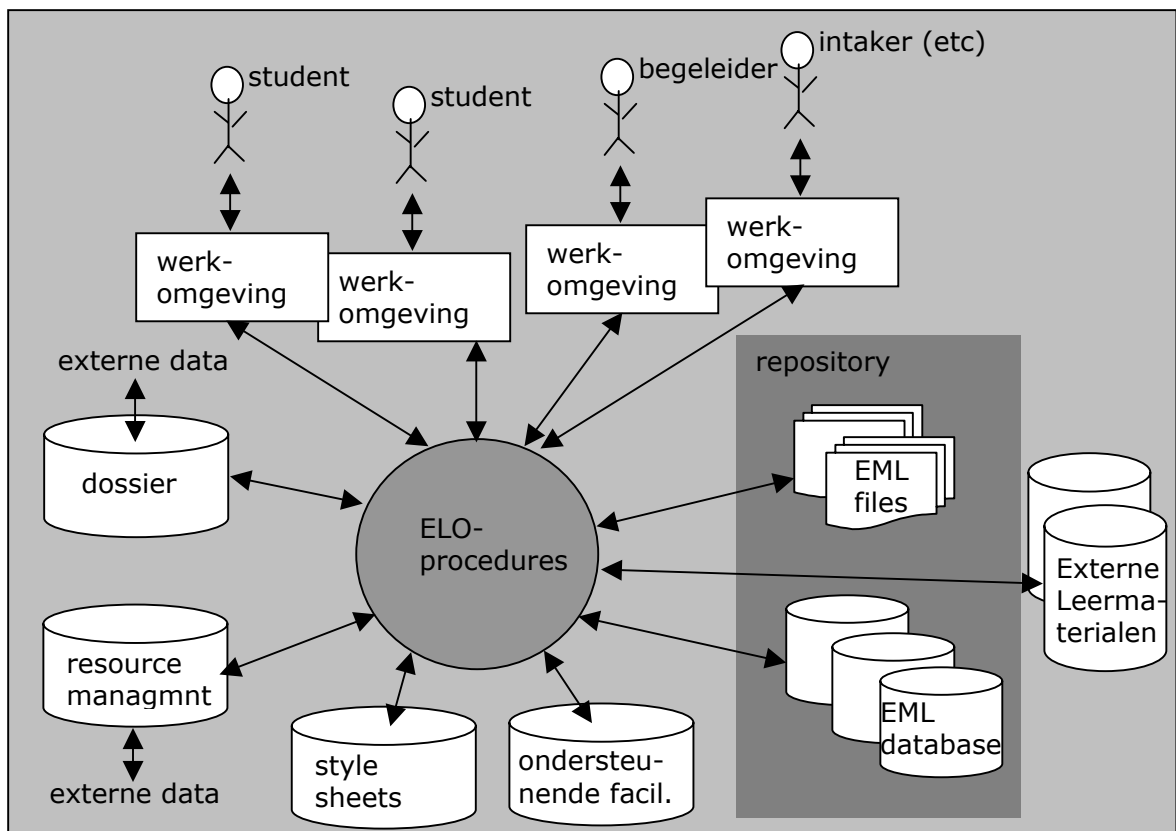 intaker (etc)
student
begeleider
student
werk-
omgeving
werk-
omgeving
werk-
omgeving
werk-
omgeving
externe data
repository
dossier
EML
files
ELO-
procedures
Externe
Leerma-
terialen
resource
managmnt
EML
database
style
sheets
ondersteu-
nende facil.
externe data